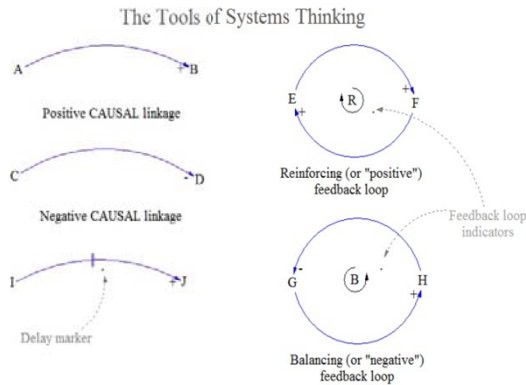 The Tools of Systems Thinking
A + B
Positive CAUSAL linkage
C - D
Negative CAUSAL linkage
I + J
Delay marker
E + R + F
Reinforcing (or "positive")
feedback loop
Feedback loop
indicators
G - B + H
Balancing (or "negative")
feedback loop